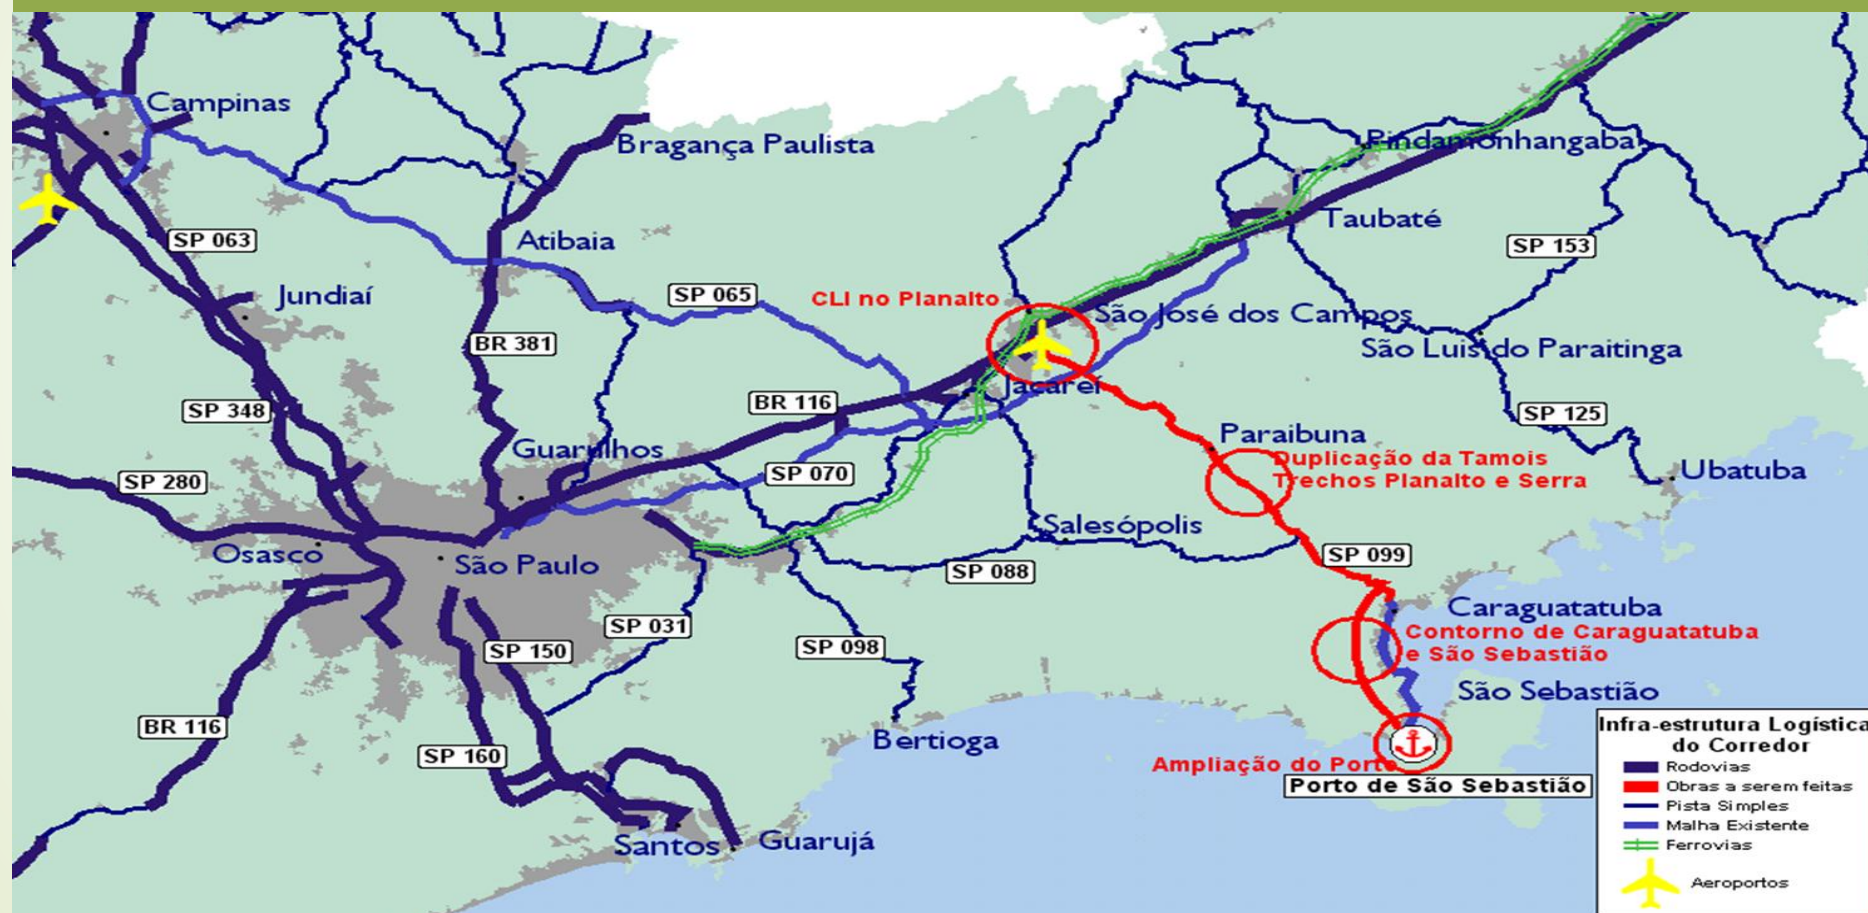 Campinas
Bragança Paulista
Pindamonhangaba
Taubaté
SP 063
Atibaia
SP 153
Jundiaí
SP 065
CLI no Planalto
São José dos Campos
BR 381
São Luis do Paraitinga
Jacareí
SP 348
BR 116
SP 125
Guarulhos
Paraibuna
Duplicação da Tamois
Trechos Planalto e Serra
SP 280
SP 070
Ubatuba
Salesópolis
Osasco
São Paulo
SP 099
SP 088
Caraguatatuba
SP 031
Contorno de Caraguatatuba
e São Sebastião
SP 150
SP 098
São Sebastião
BR 116
Bertioga
SP 160
Ampliação do Porto
Porto de São Sebastião
Santos
Guarujá
Infra-estrutura Logística
do Corredor
Rodovias
Obras a serem feitas
Pista Simples
Malha Existente
Ferrovias
Aeroportos